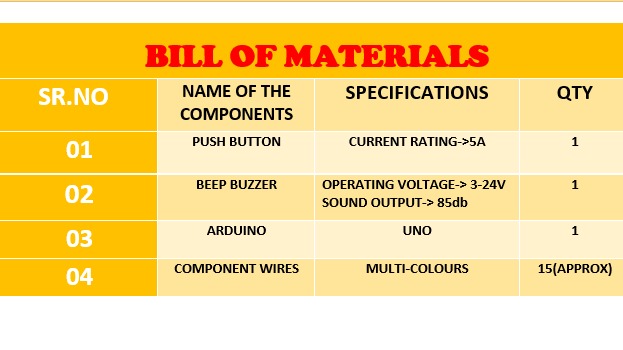 BILL OF MATERIALS
SR.NO NAME OF THE COMPONENTS SPECIFICATIONS QTY
01 PUSH BUTTON CURRENT RATING->5A 1
02 BEEP BUZZER OPERATING VOLTAGE-> 3-24V 1
SOUND OUTPUT-> 85db
03 ARDUINO UNO 1
04 COMPONENT WIRES MULTI-COLOURS 15(APPROX)